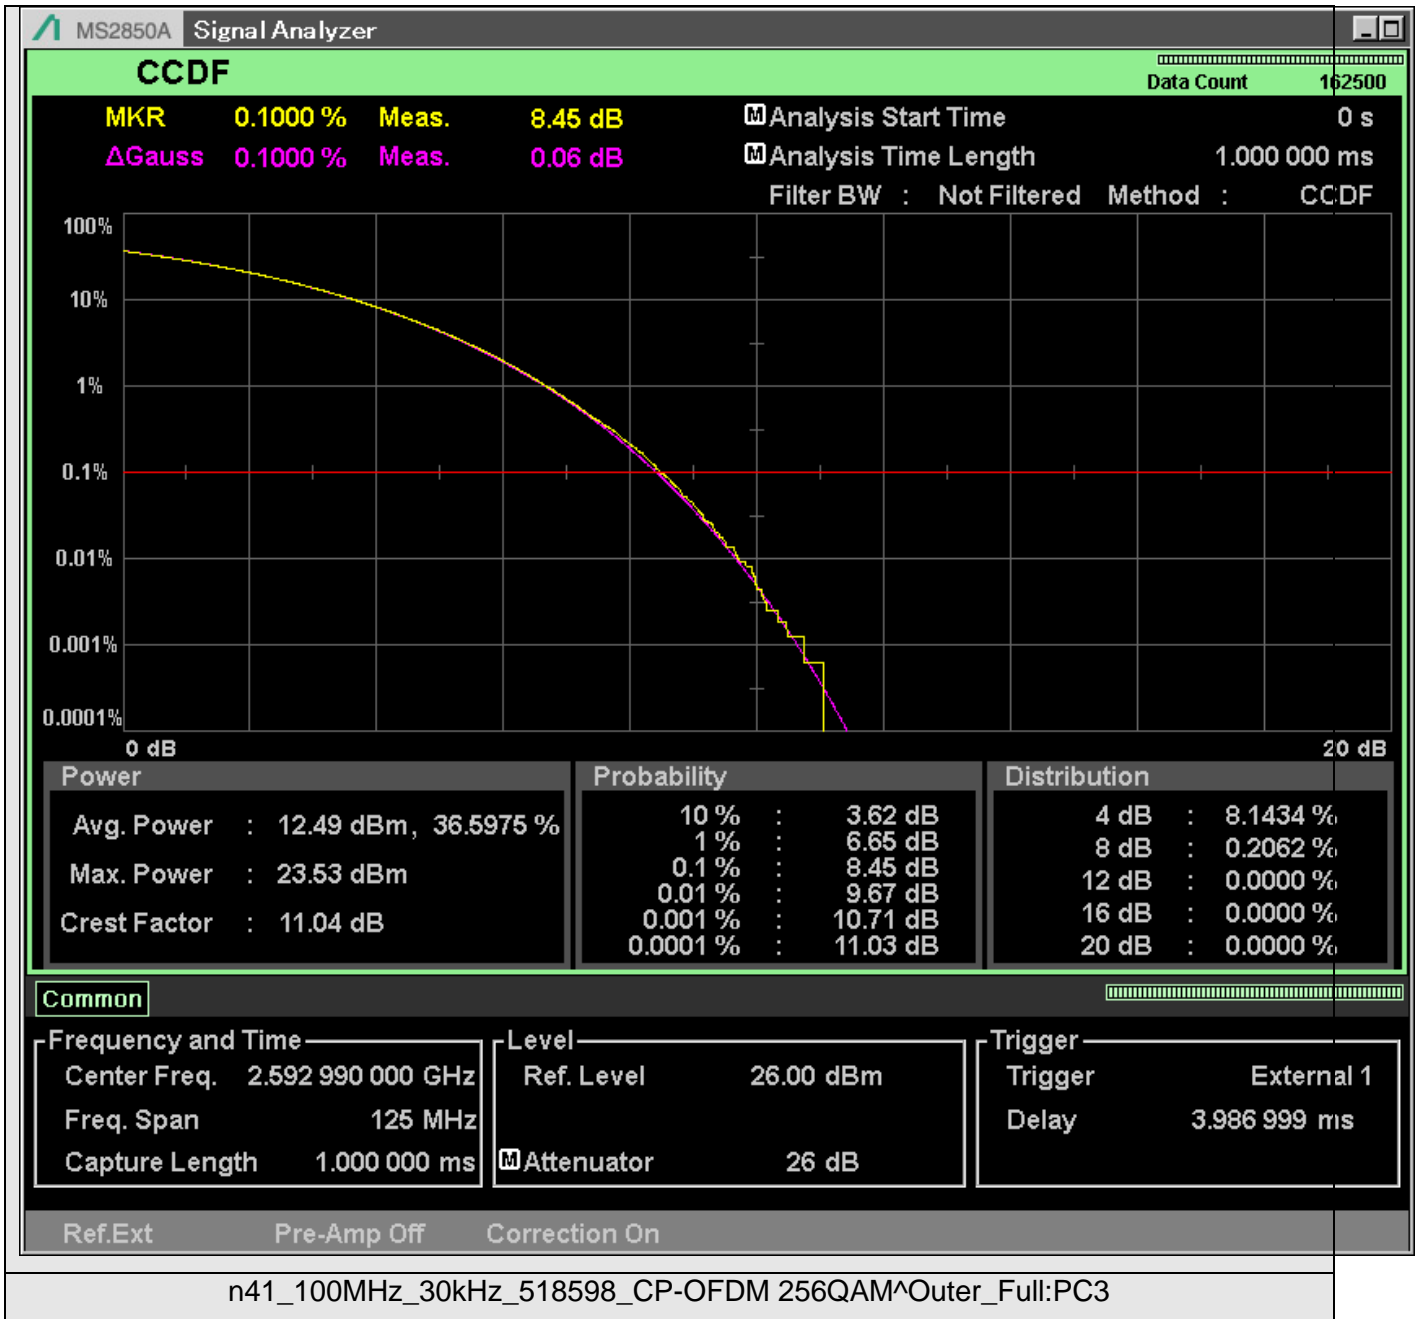 MS2850A Signal Analyzer
CCDF
Data Count 162500
MKR 0.1000 % Meas. 8.45 dB
ΔGauss 0.1000 % Meas. 0.06 dB
M Analysis Start Time 0 s
M Analysis Time Length 1.000 000 ms
Filter BW : Not Filtered Method : CCDF
100%
10%
1%
0.1%
0.01%
0.001%
0.0001%
0 dB 20 dB
Power
Avg. Power : 12.49 dBm, 36.5975 %
Max. Power : 23.53 dBm
Crest Factor : 11.04 dB
Probability
10 % : 3.62 dB
1 % : 6.65 dB
0.1 % : 8.45 dB
0.01 % : 9.67 dB
0.001 % : 10.71 dB
0.0001 % : 11.03 dB
Distribution
4 dB : 8.1434 %
8 dB : 0.2062 %
12 dB : 0.0000 %
16 dB : 0.0000 %
20 dB : 0.0000 %
Common
Frequency and Time
Center Freq. 2.592 990 000 GHz
Freq. Span 125 MHz
Capture Length 1.000 000 ms
Level
Ref. Level 26.00 dBm
M Attenuator 26 dB
Trigger
Trigger External 1
Delay 3.986 999 ms
Ref.Ext Pre-Amp Off Correction On
n41_100MHz_30kHz_518598_CP-OFDM 256QAM^Outer_Full:PC3